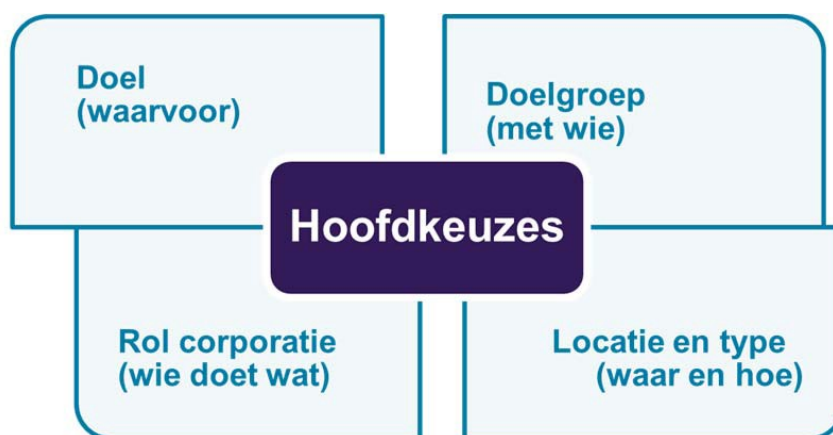 Doel
(waarvoor)
Doelgroep
(met wie)
Hoofdkeuzes
Rol corporatie
(wie doet wat)
Locatie en type
(waar en hoe)